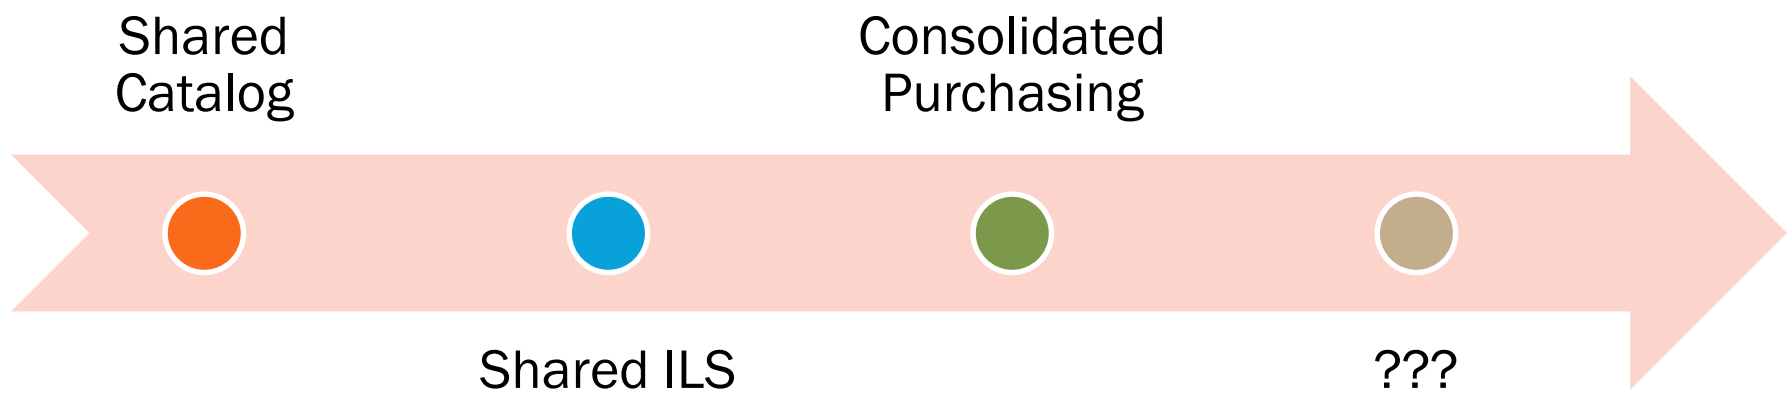 Shared
Catalog
Shared ILS
Consolidated
Purchasing
???